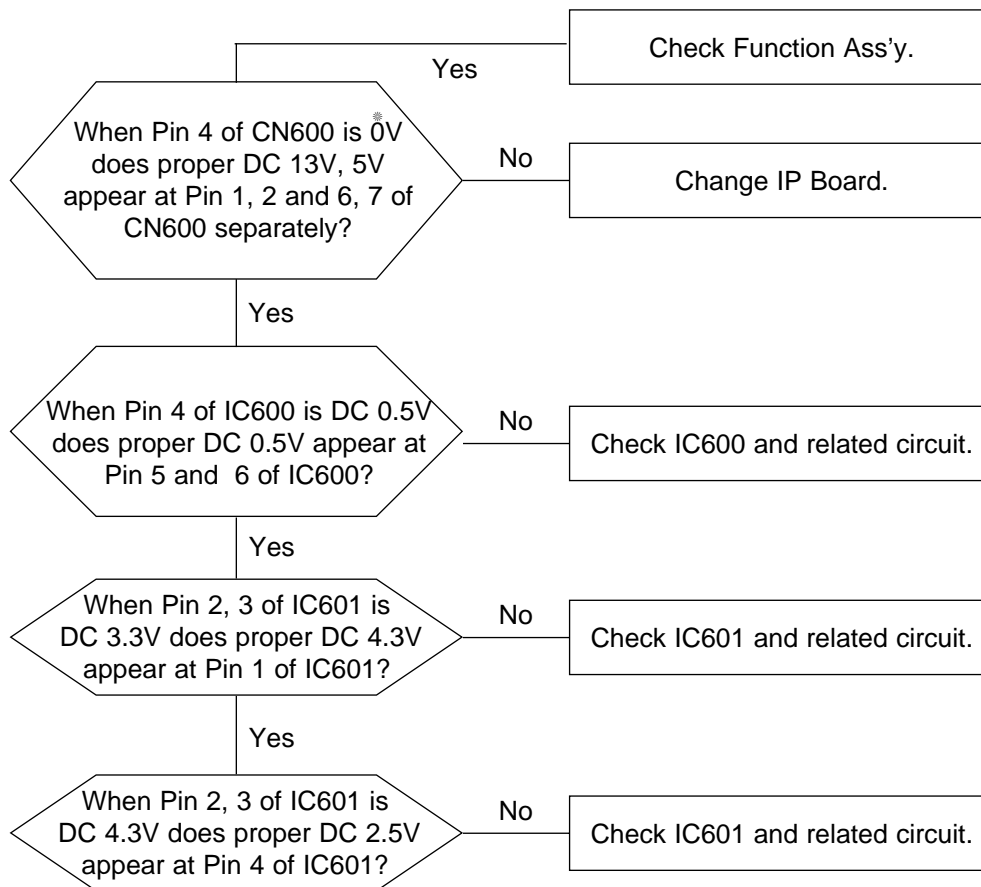 Check Function Ass'y.
Yes
When Pin 4 of CN600 is 0V
does proper DC 13V, 5V
appear at Pin 1, 2 and 6, 7 of
CN600 separately?
No
Change IP Board.
Yes
When Pin 4 of IC600 is DC 0.5V
does proper DC 0.5V appear at
Pin 5 and  6 of IC600?
No
Check IC600 and related circuit.
Yes
When Pin 2, 3 of IC601 is
DC 3.3V does proper DC 4.3V
appear at Pin 1 of IC601?
No
Check IC601 and related circuit.
Yes
When Pin 2, 3 of IC601 is
DC 4.3V does proper DC 2.5V
appear at Pin 4 of IC601?
No
Check IC601 and related circuit.